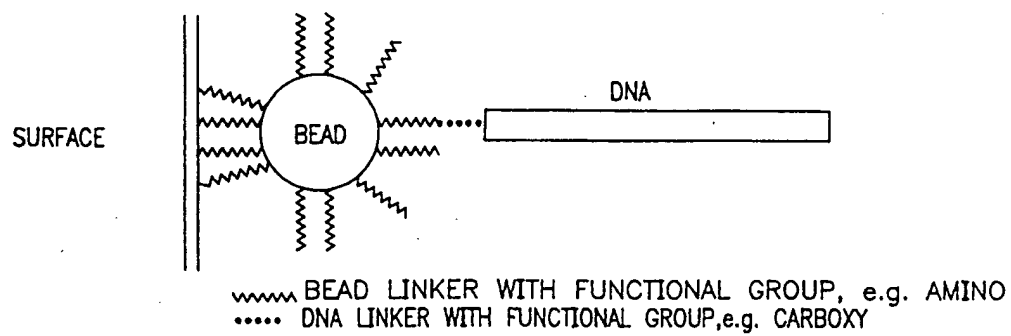 DNA
SURFACE
BEAD
BEAD LINKER WITH FUNCTIONAL GROUP, e.g. AMINO
DNA LINKER WITH FUNCTIONAL GROUP,e.g. CARBOXY